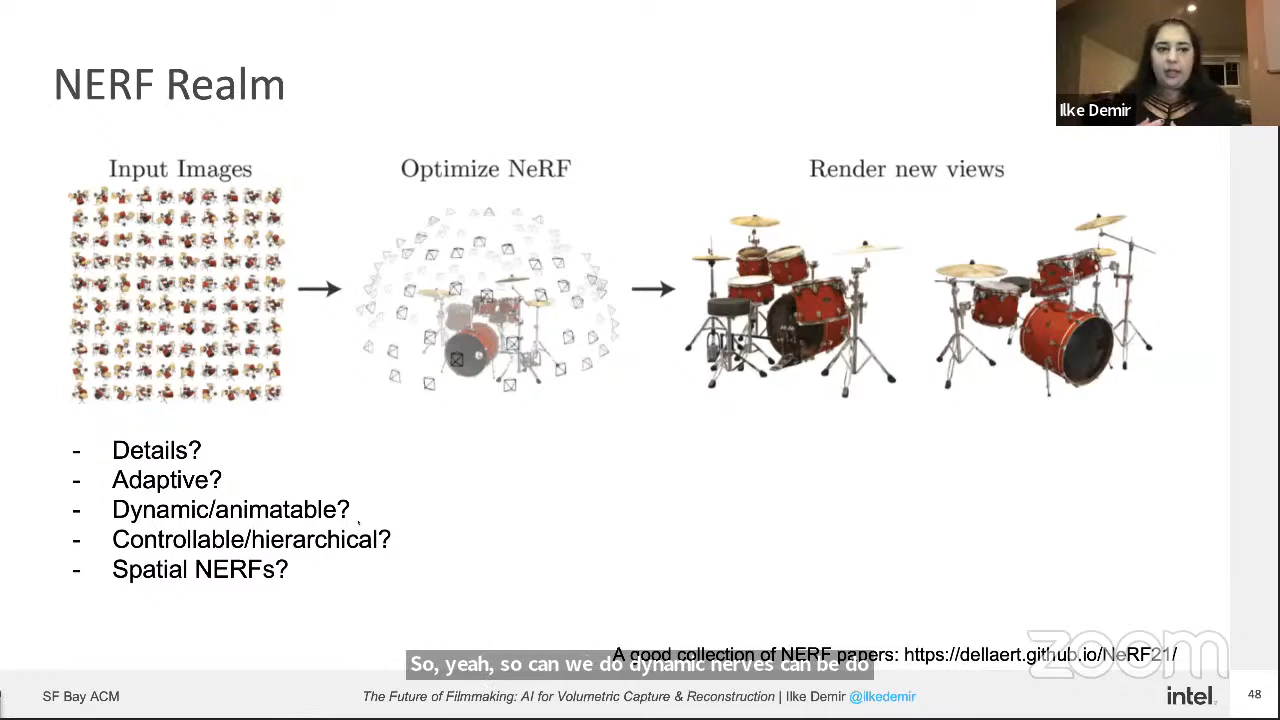 NERF Realm
Ilke Demir
Input Images
Optimize NeRF
Render new views
- Details?
- Adaptive?
- Dynamic/animatable?
- Controllable/hierarchical?
- Spatial NERFs?
A good collection of NERF papers: https://dellaert.github.io/NeRF21/
So, yeah, so can we do dynamic nerves can be do
zoom
SF Bay ACM
The Future of Filmmaking: AI for Volumetric Capture & Reconstruction | Ilke Demir @ilkedemir
intel
48